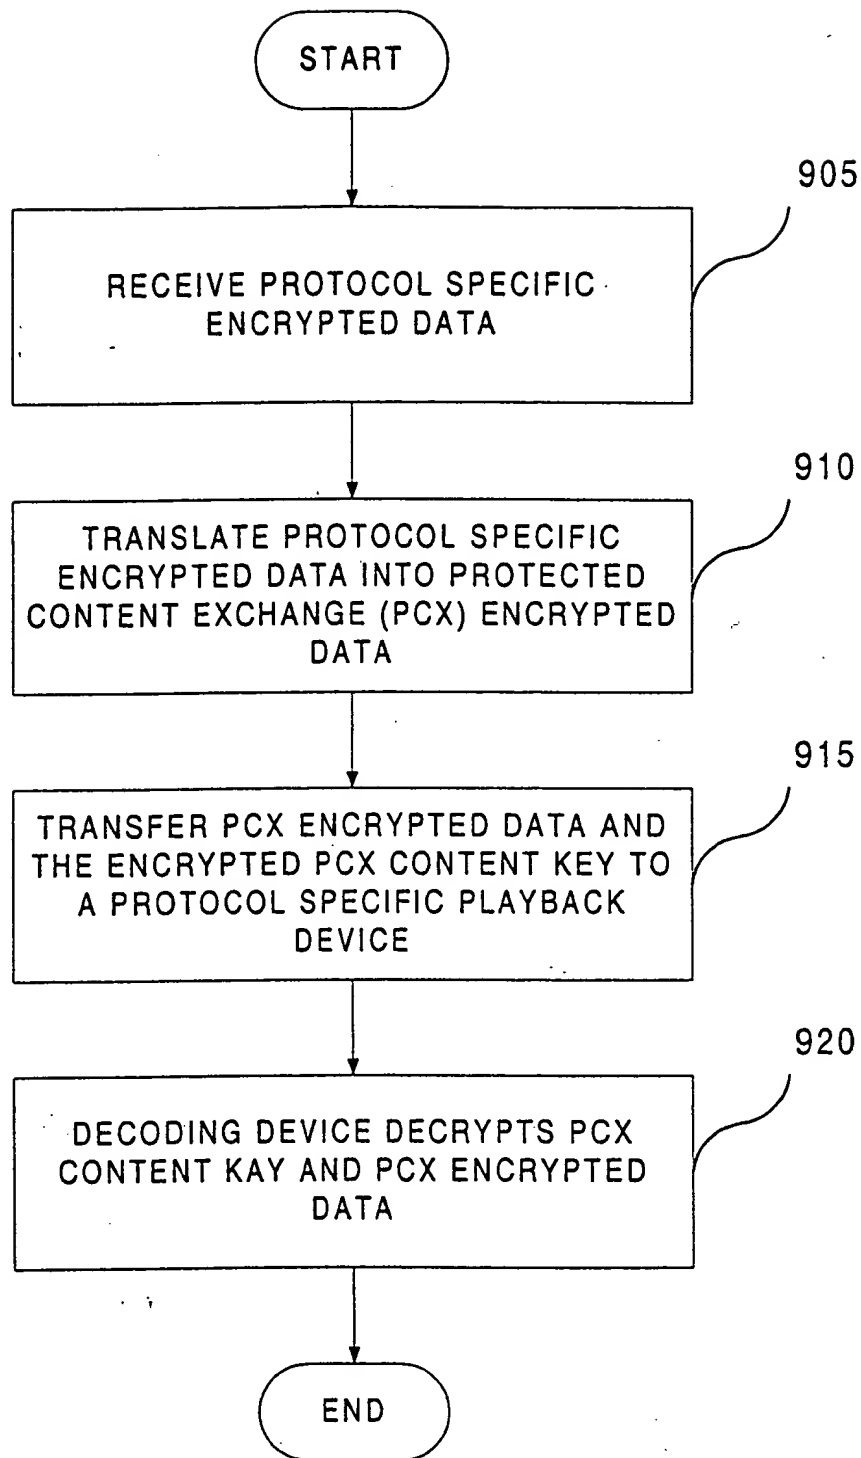 START
905
RECEIVE PROTOCOL SPECIFIC
ENCRYPTED DATA
910
TRANSLATE PROTOCOL SPECIFIC
ENCRYPTED DATA INTO PROTECTED
CONTENT EXCHANGE (PCX) ENCRYPTED
DATA
915
TRANSFER PCX ENCRYPTED DATA AND
THE ENCRYPTED PCX CONTENT KEY TO
A PROTOCOL SPECIFIC PLAYBACK
DEVICE
920
DECODING DEVICE DECRYPTS PCX
CONTENT KAY AND PCX ENCRYPTED
DATA
END